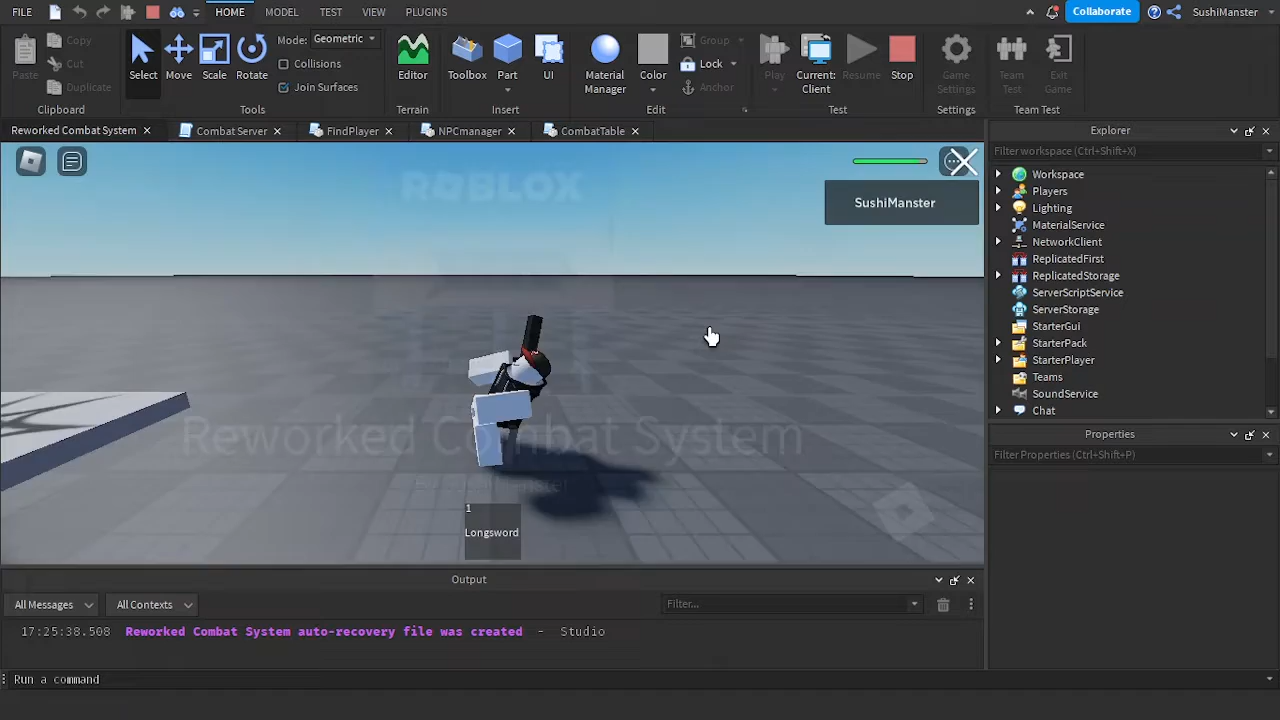 FILE HOME MODEL TEST VIEW PLUGINS Collaborate SushiManster
Paste Copy Cut Duplicate Clipboard
Select Move Scale Rotate Mode: Geometric Collisions Join Surfaces Tools
Editor Terrain
Toolbox Part UI Insert
Material Manager Color Group Lock Anchor Edit
Play Current: Client Resume Stop Test
Game Settings Settings
Team Test Exit Game Team Test
Reworked Combat System Combat Server FindPlayer NPCmanager CombatTable
ROBLOX
SushiManster
Reworked Combat System
1
Longsword
Explorer
Filter workspace (Ctrl+Shift+X)
Workspace
Players
Lighting
MaterialService
NetworkClient
ReplicatedFirst
ReplicatedStorage
ServerScriptService
ServerStorage
StarterGui
StarterPack
StarterPlayer
Teams
SoundService
Chat
Properties
Filter Properties (Ctrl+Shift+P)
Output
All Messages All Contexts Filter...
17:25:38.508 Reworked Combat System auto-recovery file was created - Studio
Run a command